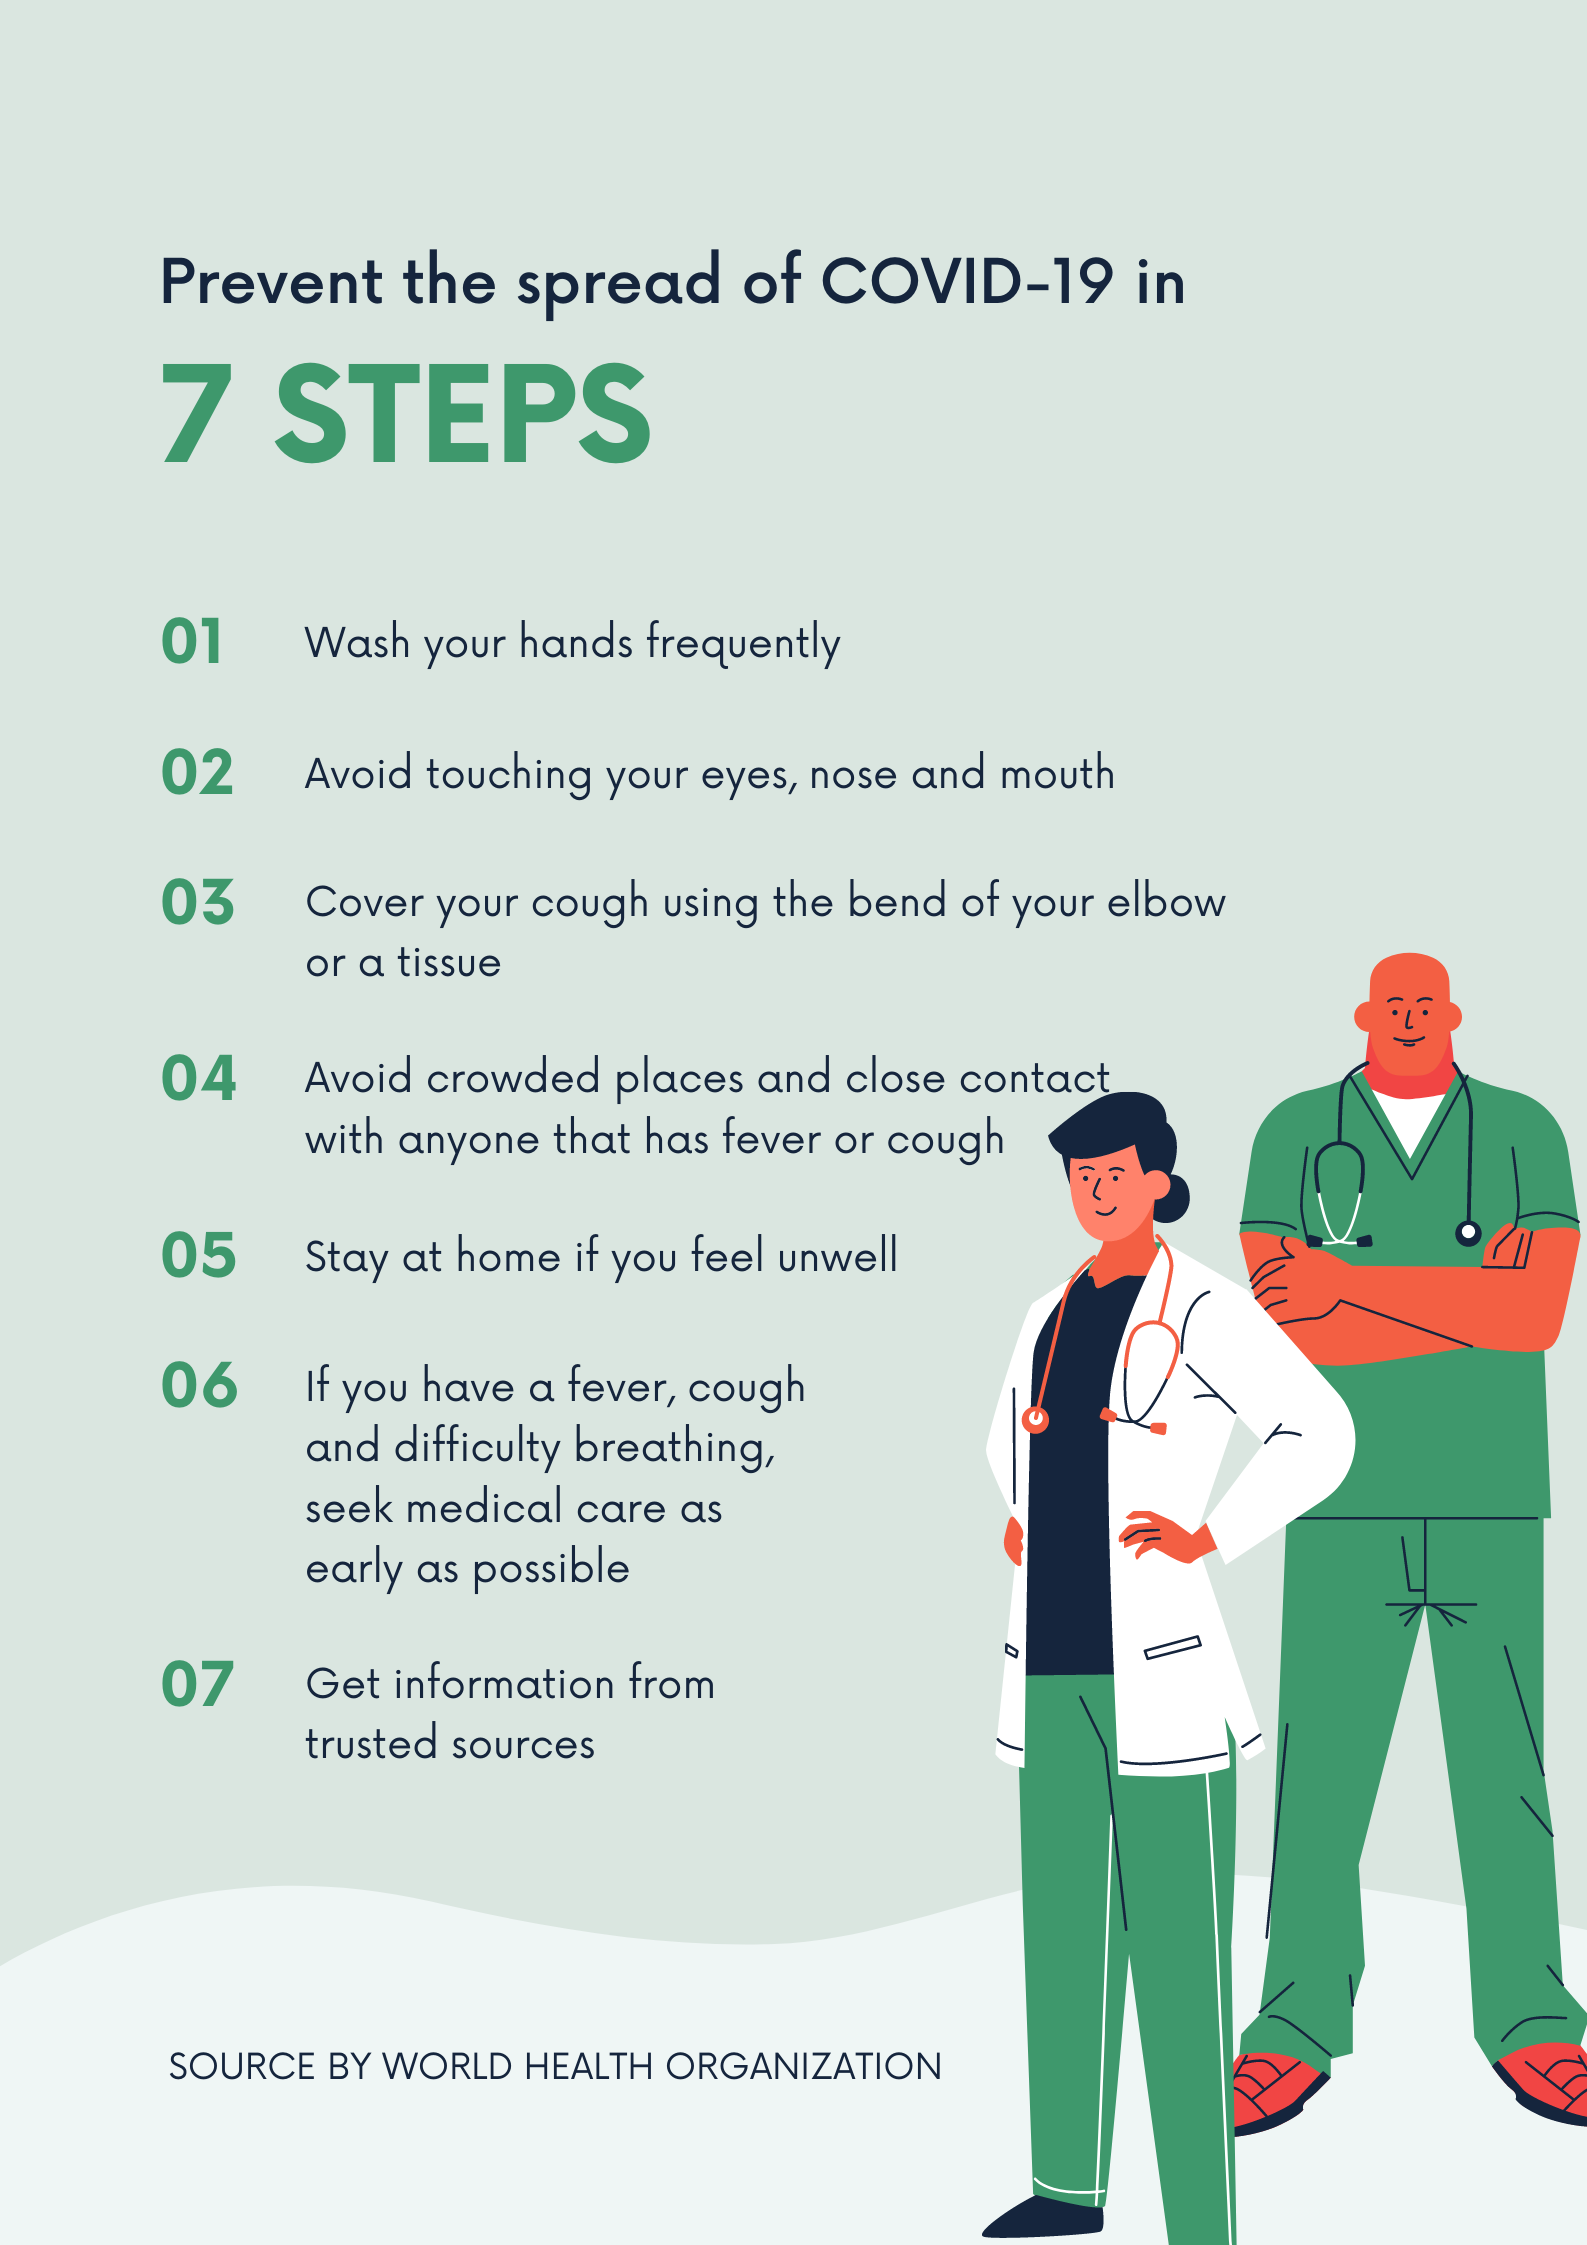 Prevent the spread of COVID-19 in
7 STEPS
01 Wash your hands frequently
02 Avoid touching your eyes, nose and mouth
03 Cover your cough using the bend of your elbow
or a tissue
04 Avoid crowded places and close contact
with anyone that has fever or cough
05 Stay at home if you feel unwell
06 If you have a fever, cough
and difficulty breathing,
seek medical care as
early as possible
07 Get information from
trusted sources
SOURCE BY WORLD HEALTH ORGANIZATION